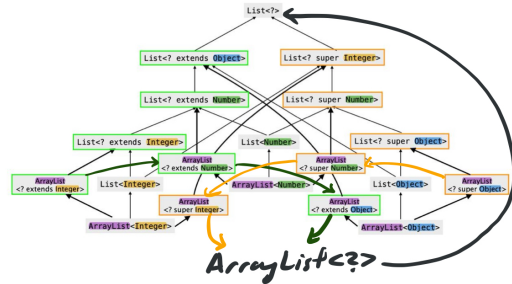 List<?>
List<? extends Object>
List<? super Integer>
List<? extends Number>
List<? super Number>
List<? extends Integer>
List<Number>
List<? super Object>
ArrayList
<? extends Number>
ArrayList
<? super Number>
ArrayList
<? extends Integer>
List<Integer>
ArrayList<Number>
List<Object>
ArrayList
<? super Object>
ArrayList
<? super Integer>
ArrayList
<? extends Object>
ArrayList<Integer>
ArrayList<Object>
ArrayList<?>